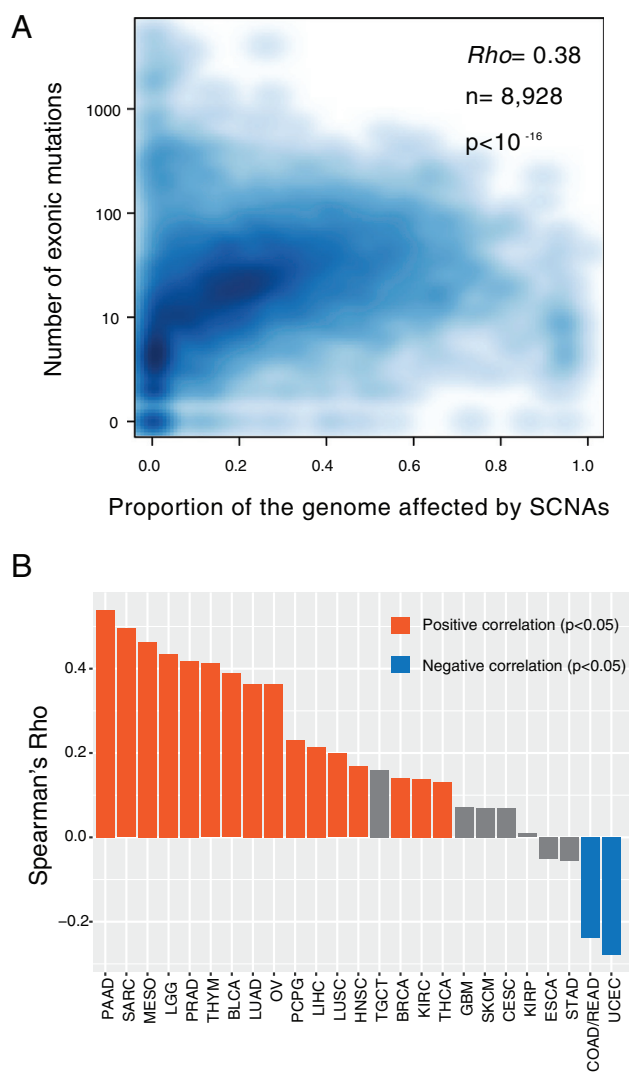 A
Rho= 0.38
n= 8,928
p<10 -16
Number of exonic mutations
1000
100
10
0
0.0 0.2 0.4 0.6 0.8 1.0
Proportion of the genome affected by SCNAs
B
Positive correlation (p<0.05)
Negative correlation (p<0.05)
Spearman's Rho
0.4
0.2
0.0
−0.2
PAAD SARC MESO LGG PRAD THYM BLCA LUAD OV PCPG LIHC LUSC HNSC TGCT BRCA KIRC THCA GBM SKCM CESC KIRP ESCA STAD COAD/READ UCEC